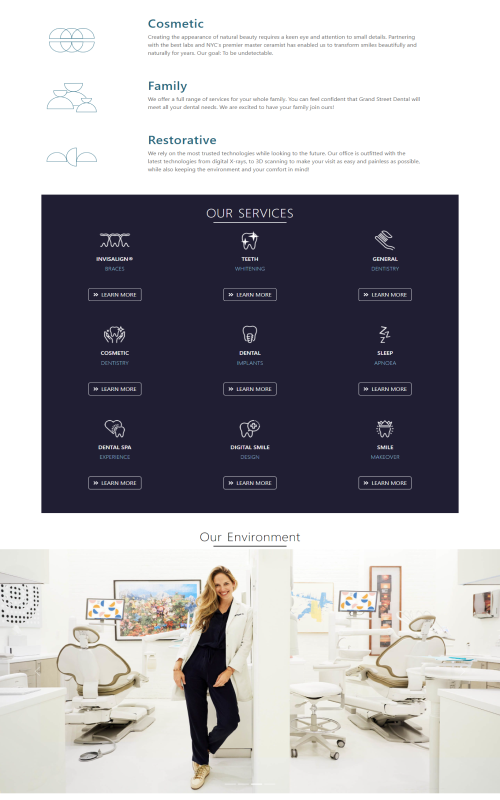 Cosmetic
Creating the appearance of natural beauty requires a keen eye and attention to small details. Partnering
with the best labs and NYC's premier master ceramist has enabled us to transform smiles beautifully and
naturally for years. Our goal: To be undetectable.
Family
We offer a full range of services for your whole family. You can feel confident that Grand Street Dental will
meet all your dental needs. We are excited to have your family join ours!
Restorative
We rely on the most trusted technologies while looking to the future. Our office is outfitted with the
latest technologies from digital X-rays, to 3D scanning to make your visit as easy and painless as possible,
while also keeping the environment and your comfort in mind!
OUR SERVICES
INVISALIGN®
BRACES
LEARN MORE
TEETH
WHITENING
LEARN MORE
GENERAL
DENTISTRY
LEARN MORE
COSMETIC
DENTISTRY
LEARN MORE
DENTAL
IMPLANTS
LEARN MORE
SLEEP
APNOEA
LEARN MORE
DENTAL SPA
EXPERIENCE
LEARN MORE
DIGITAL SMILE
DESIGN
LEARN MORE
SMILE
MAKEOVER
LEARN MORE
Our Environment